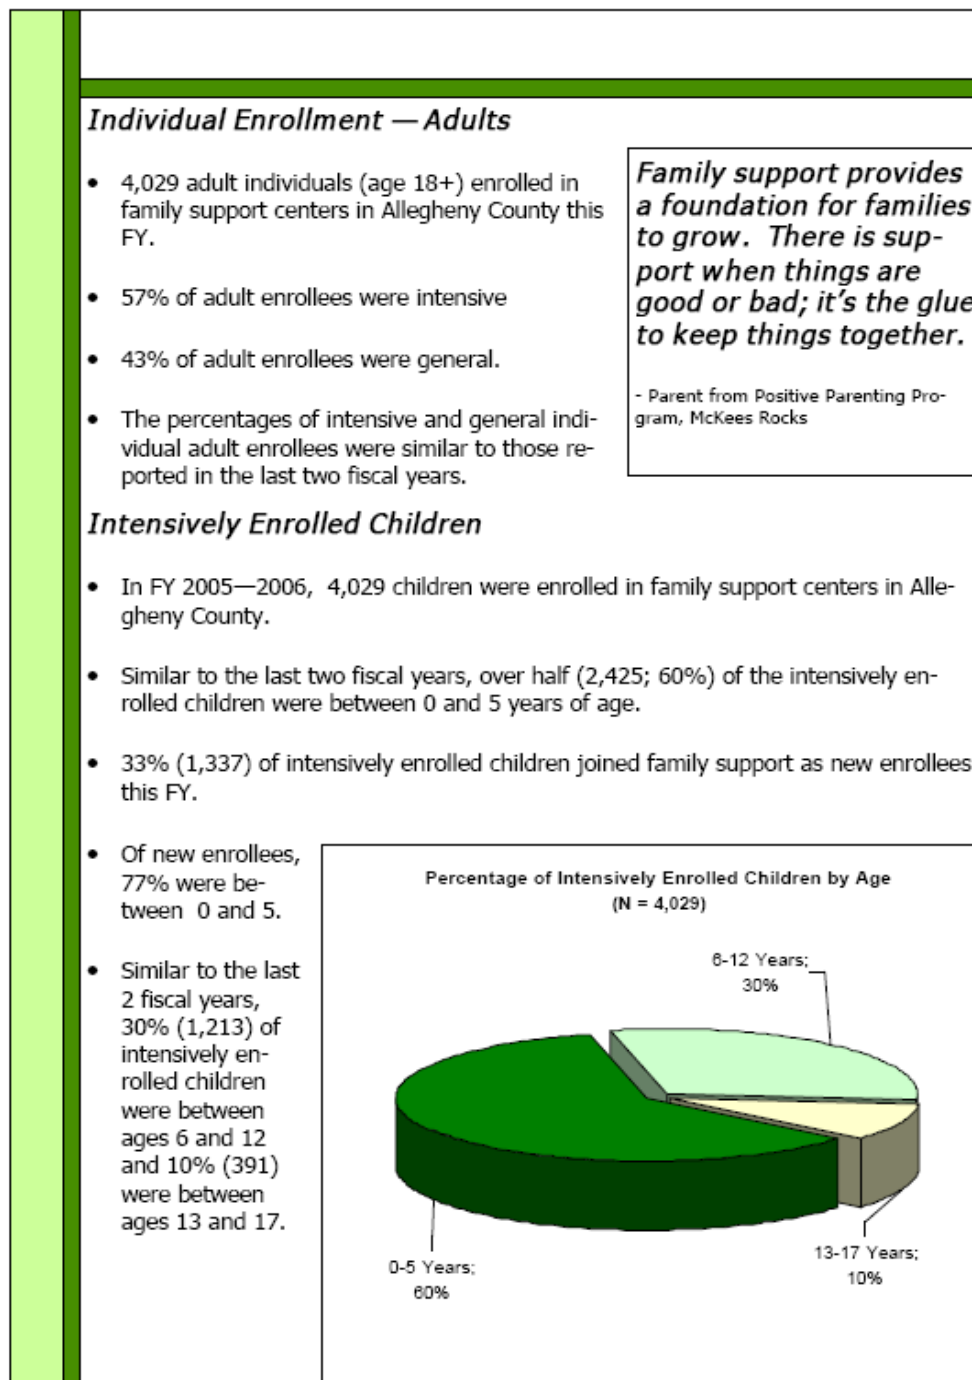 Individual Enrollment — Adults
• 4,029 adult individuals (age 18+) enrolled in
family support centers in Allegheny County this
FY.
• 57% of adult enrollees were intensive
• 43% of adult enrollees were general.
• The percentages of intensive and general indi-
vidual adult enrollees were similar to those re-
ported in the last two fiscal years.
Family support provides
a foundation for families
to grow. There is sup-
port when things are
good or bad; it's the glue
to keep things together.
- Parent from Positive Parenting Pro-
gram, McKees Rocks
Intensively Enrolled Children
• In FY 2005—2006, 4,029 children were enrolled in family support centers in Alle-
gheny County.
• Similar to the last two fiscal years, over half (2,425; 60%) of the intensively en-
rolled children were between 0 and 5 years of age.
• 33% (1,337) of intensively enrolled children joined family support as new enrollees
this FY.
• Of new enrollees,
77% were be-
tween 0 and 5.
• Similar to the last
2 fiscal years,
30% (1,213) of
intensively en-
rolled children
were between
ages 6 and 12
and 10% (391)
were between
ages 13 and 17.
Percentage of Intensively Enrolled Children by Age
(N = 4,029)
6-12 Years;
30%
13-17 Years;
10%
0-5 Years;
60%